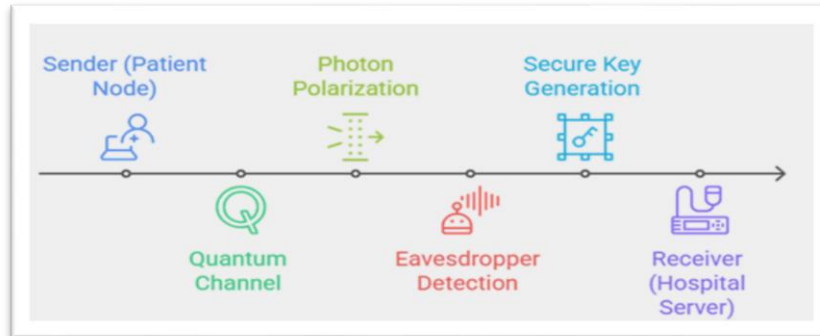 Sender (Patient
Node)
Photon
Polarization
Secure Key
Generation
Quantum
Channel
Eavesdropper
Detection
Receiver
(Hospital
Server)